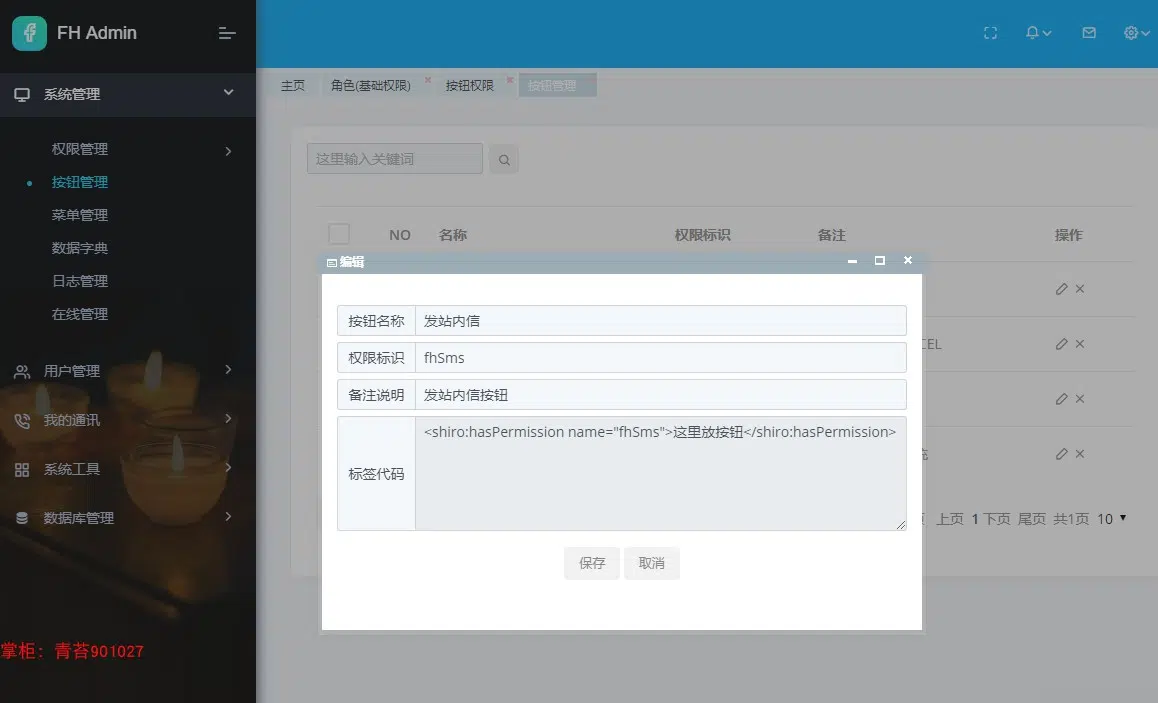 FH Admin
系统管理
权限管理
按钮管理
菜单管理
数据字典
日志管理
在线管理
用户管理
我的通讯
系统工具
数据库管理
掌柜：青苔901027
主页 角色(基础权限) 按钮权限 按钮管理
这里输入关键词
NO 名称 权限标识 备注 操作
编辑
按钮名称 发站内信
权限标识 fhSms
备注说明 发站内信按钮
标签代码 <shiro:hasPermission name="fhSms">这里放按钮</shiro:hasPermission>
保存 取消
上页 1 下页 尾页 共1页 10